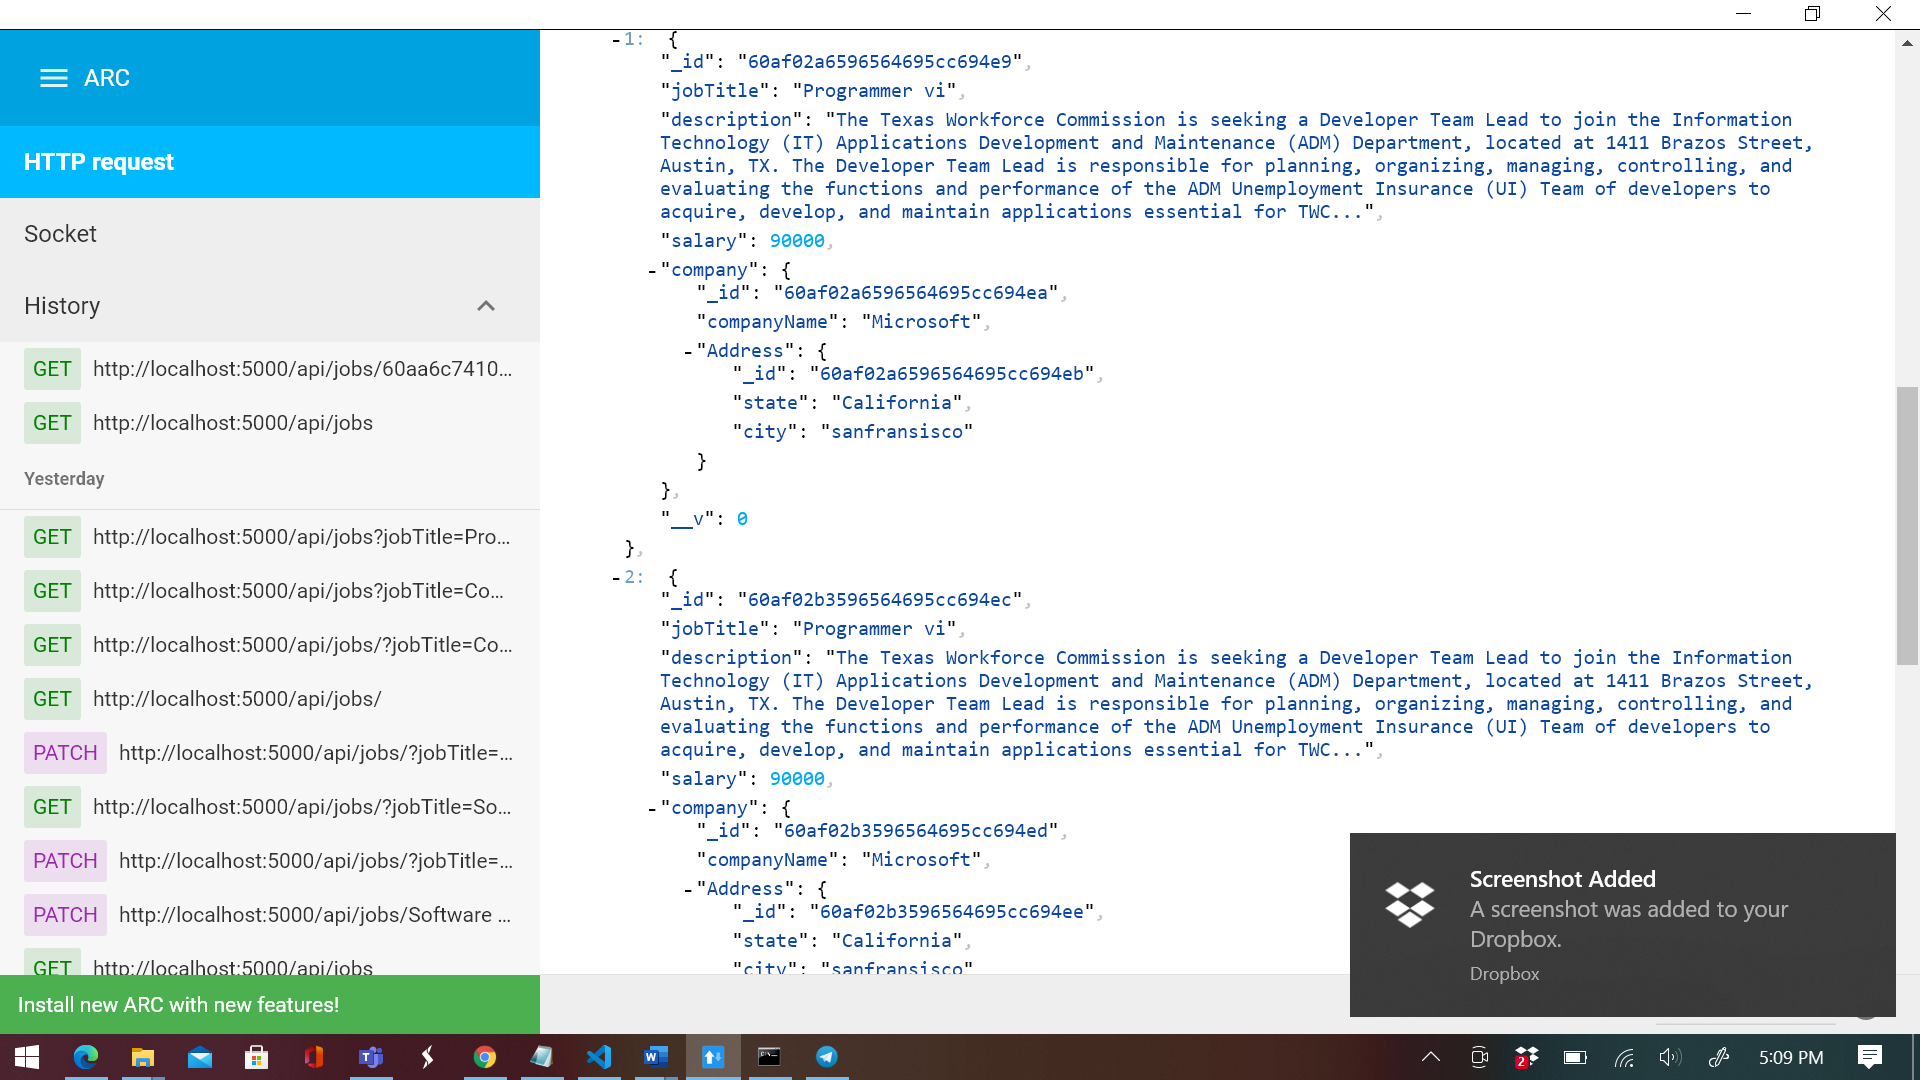 ARC
HTTP request
Socket
History
GET http://localhost:5000/api/jobs/60aa6c7410...
GET http://localhost:5000/api/jobs
Yesterday
GET http://localhost:5000/api/jobs?jobTitle=Pro...
GET http://localhost:5000/api/jobs?jobTitle=Co...
GET http://localhost:5000/api/jobs/?jobTitle=Co...
GET http://localhost:5000/api/jobs/
PATCH http://localhost:5000/api/jobs/?jobTitle=...
GET http://localhost:5000/api/jobs/?jobTitle=So...
PATCH http://localhost:5000/api/jobs/?jobTitle=...
PATCH http://localhost:5000/api/jobs/Software ...
GET http://localhost:5000/api/jobs
Install new ARC with new features!
-1: {
"_id": "60af02a6596564695cc694e9",
"jobTitle": "Programmer vi",
"description": "The Texas Workforce Commission is seeking a Developer Team Lead to join the Information
Technology (IT) Applications Development and Maintenance (ADM) Department, located at 1411 Brazos Street,
Austin, TX. The Developer Team Lead is responsible for planning, organizing, managing, controlling, and
evaluating the functions and performance of the ADM Unemployment Insurance (UI) Team of developers to
acquire, develop, and maintain applications essential for TWC...",
"salary": 90000,
-"company": {
"_id": "60af02a6596564695cc694ea",
"companyName": "Microsoft",
-"Address": {
"_id": "60af02a6596564695cc694eb",
"state": "California",
"city": "sanfransisco"
}
},
"__v": 0
},
-2: {
"_id": "60af02b3596564695cc694ec",
"jobTitle": "Programmer vi",
"description": "The Texas Workforce Commission is seeking a Developer Team Lead to join the Information
Technology (IT) Applications Development and Maintenance (ADM) Department, located at 1411 Brazos Street,
Austin, TX. The Developer Team Lead is responsible for planning, organizing, managing, controlling, and
evaluating the functions and performance of the ADM Unemployment Insurance (UI) Team of developers to
acquire, develop, and maintain applications essential for TWC...",
"salary": 90000,
-"company": {
"_id": "60af02b3596564695cc694ed",
"companyName": "Microsoft",
-"Address": {
"_id": "60af02b3596564695cc694ee",
"state": "California",
"city": "sanfransisco"
Screenshot Added
A screenshot was added to your
Dropbox.
Dropbox
2
5:09 PM